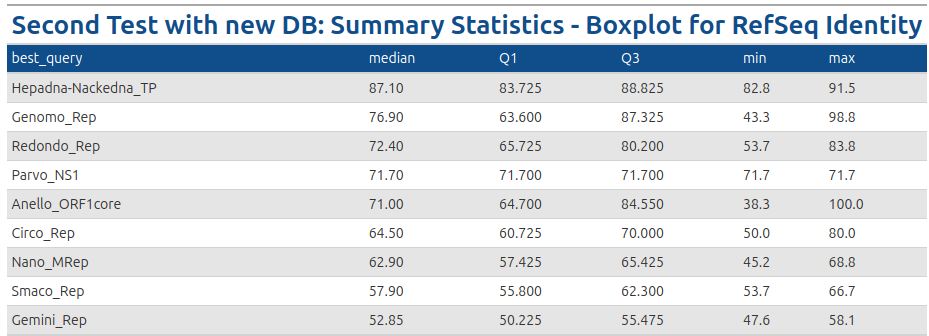 Second Test with new DB: Summary Statistics - Boxplot for RefSeq Identity
best_query median Q1 Q3 min max
Hepadna-Nackedna_TP 87.10 83.725 88.825 82.8 91.5
Genomo_Rep 76.90 63.600 87.325 43.3 98.8
Redondo_Rep 72.40 65.725 80.200 53.7 83.8
Parvo_NS1 71.70 71.700 71.700 71.7 71.7
Anello_ORF1core 71.00 64.700 84.550 38.3 100.0
Circo_Rep 64.50 60.725 70.000 50.0 80.0
Nano_MRep 62.90 57.425 65.425 45.2 68.8
Smaco_Rep 57.90 55.800 62.300 53.7 66.7
Gemini_Rep 52.85 50.225 55.475 47.6 58.1